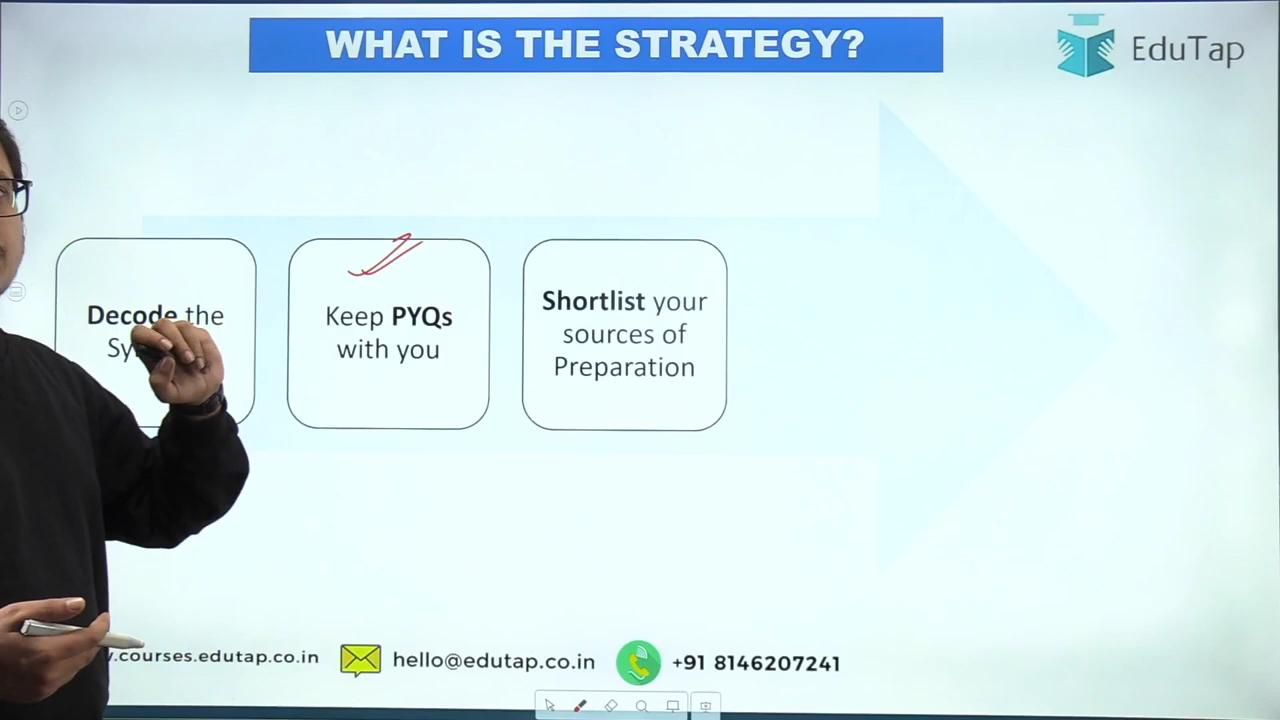 WHAT IS THE STRATEGY?
EduTap
Decode the
Keep PYQs
with you
Shortlist your
sources of
Preparation
.courses.edutap.co.in
hello@edutap.co.in
+91 8146207241